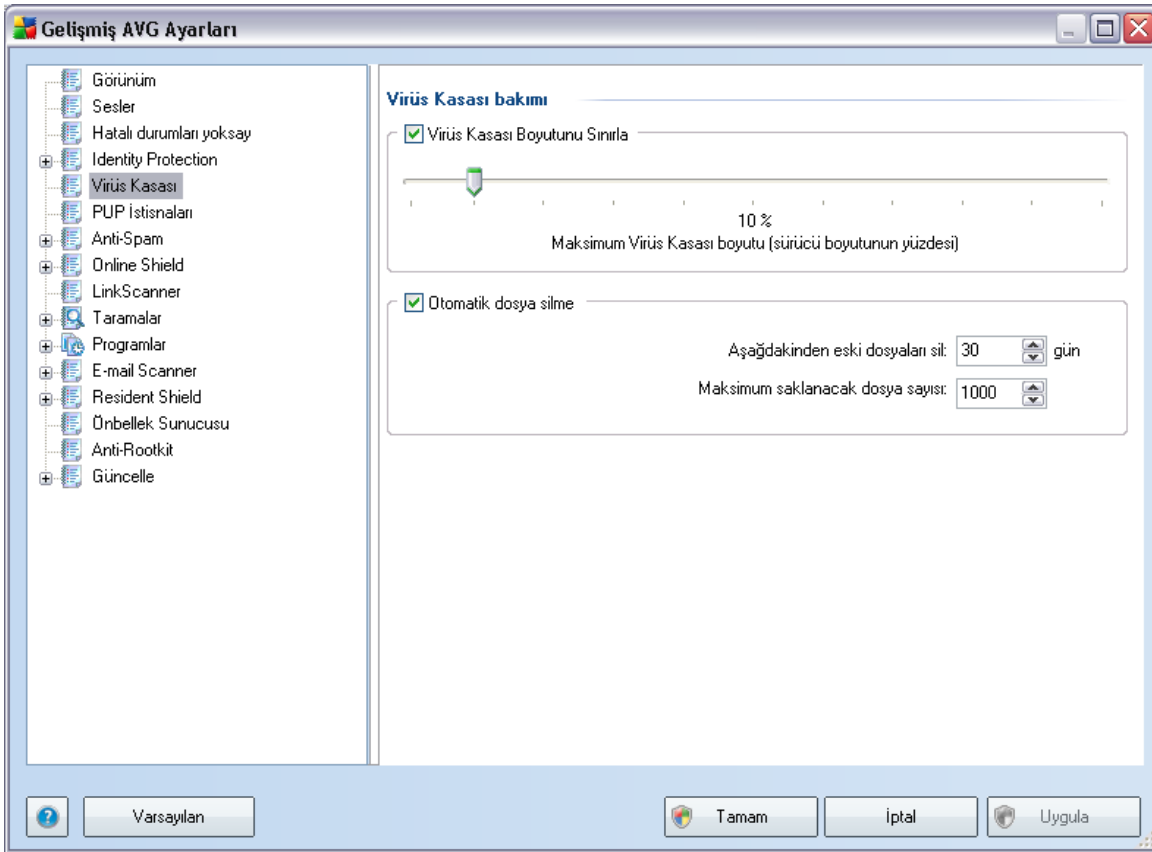 Gelişmiş AVG Ayarları
Görünüm
Sesler
Hatalı durumları yoksay
Identity Protection
Virüs Kasası
PUP İstisnaları
Anti-Spam
Online Shield
LinkScanner
Taramalar
Programlar
E-mail Scanner
Resident Shield
Önbellek Sunucusu
Anti-Rootkit
Güncelle
Virüs Kasası bakımı
Virüs Kasası Boyutunu Sınırla
10 %
Maksimum Virüs Kasası boyutu (sürücü boyutunun yüzdesi)
Otomatik dosya silme
Aşağdakinden eski dosyaları sil: 30 gün
Maksimum saklanacak dosya sayısı: 1000
? Varsayılan Tamam İptal Uygula